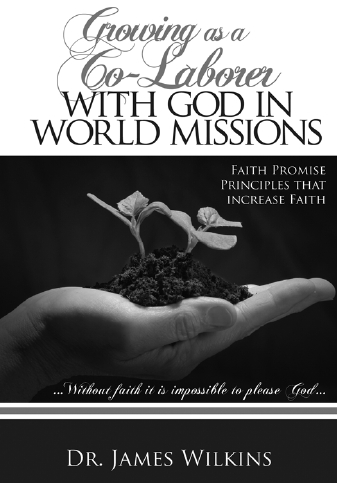 Growing as a
Co-Laborer
WITH GOD IN
WORLD MISSIONS
FAITH PROMISE
PRINCIPLES THAT
INCREASE FAITH
...Without faith it is impossible to please God...
DR. JAMES WILKINS